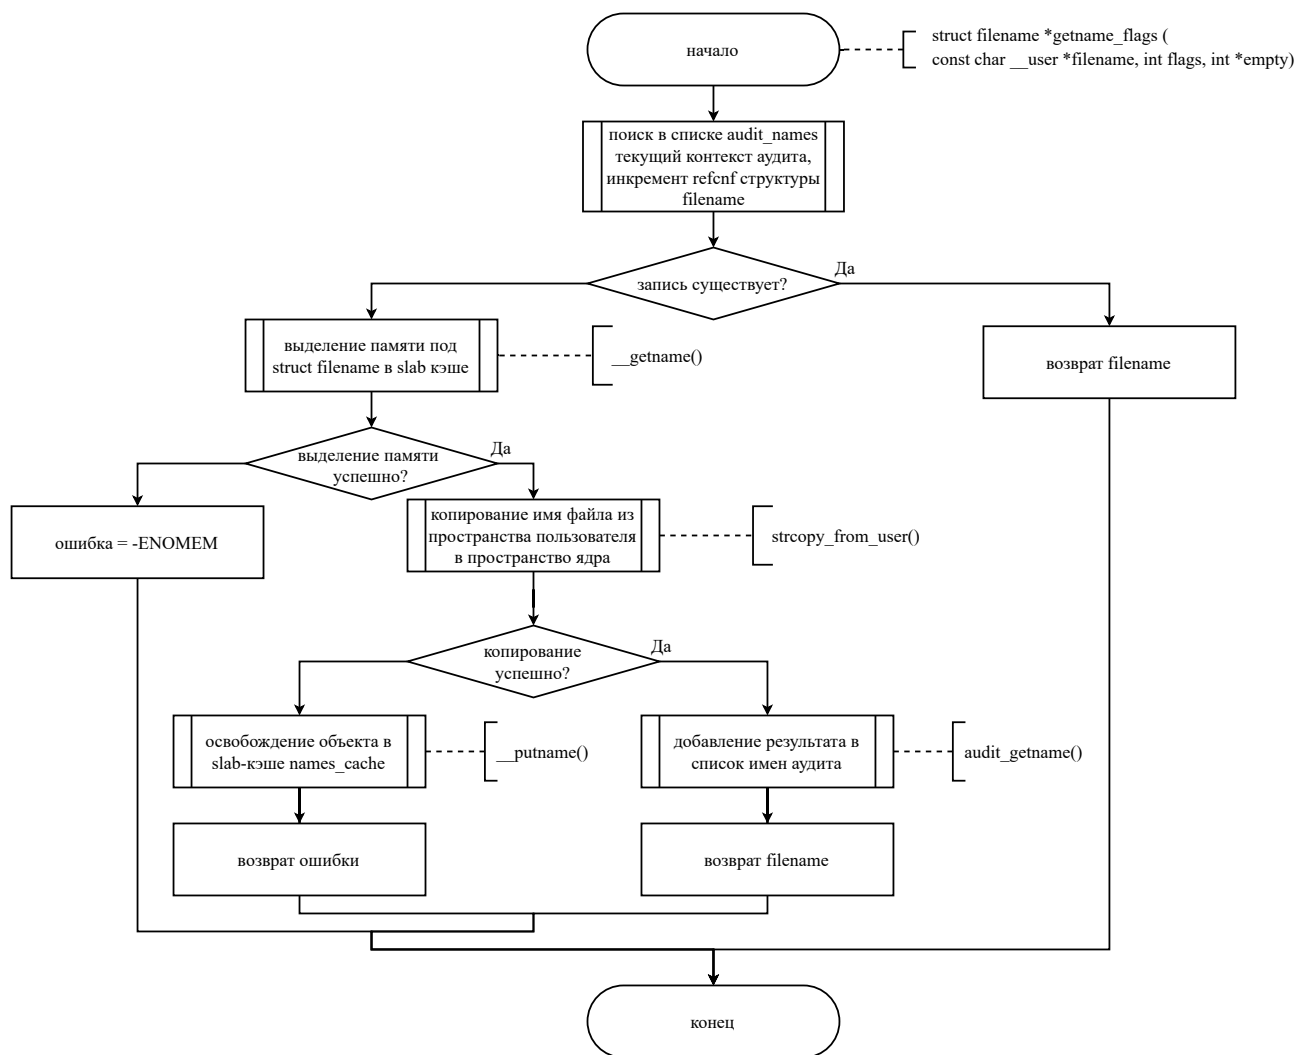 начало
struct filename *getname_flags (
const char __user *filename, int flags, int *empty)
поиск в списке audit_names
текущий контекст аудита,
инкремент refcnf структуры
filename
запись существует?
Да
выделение памяти под
struct filename в slab кэше
__getname()
возврат filename
выделение памяти
успешно?
Да
ошибка = -ENOMEM
копирование имя файла из
пространства пользователя
в пространство ядра
strcopy_from_user()
копирование
успешно?
Да
освобождение объекта в
slab-кэше names_cache
__putname()
добавление результата в
список имен аудита
audit_getname()
возврат ошибки
возврат filename
конец